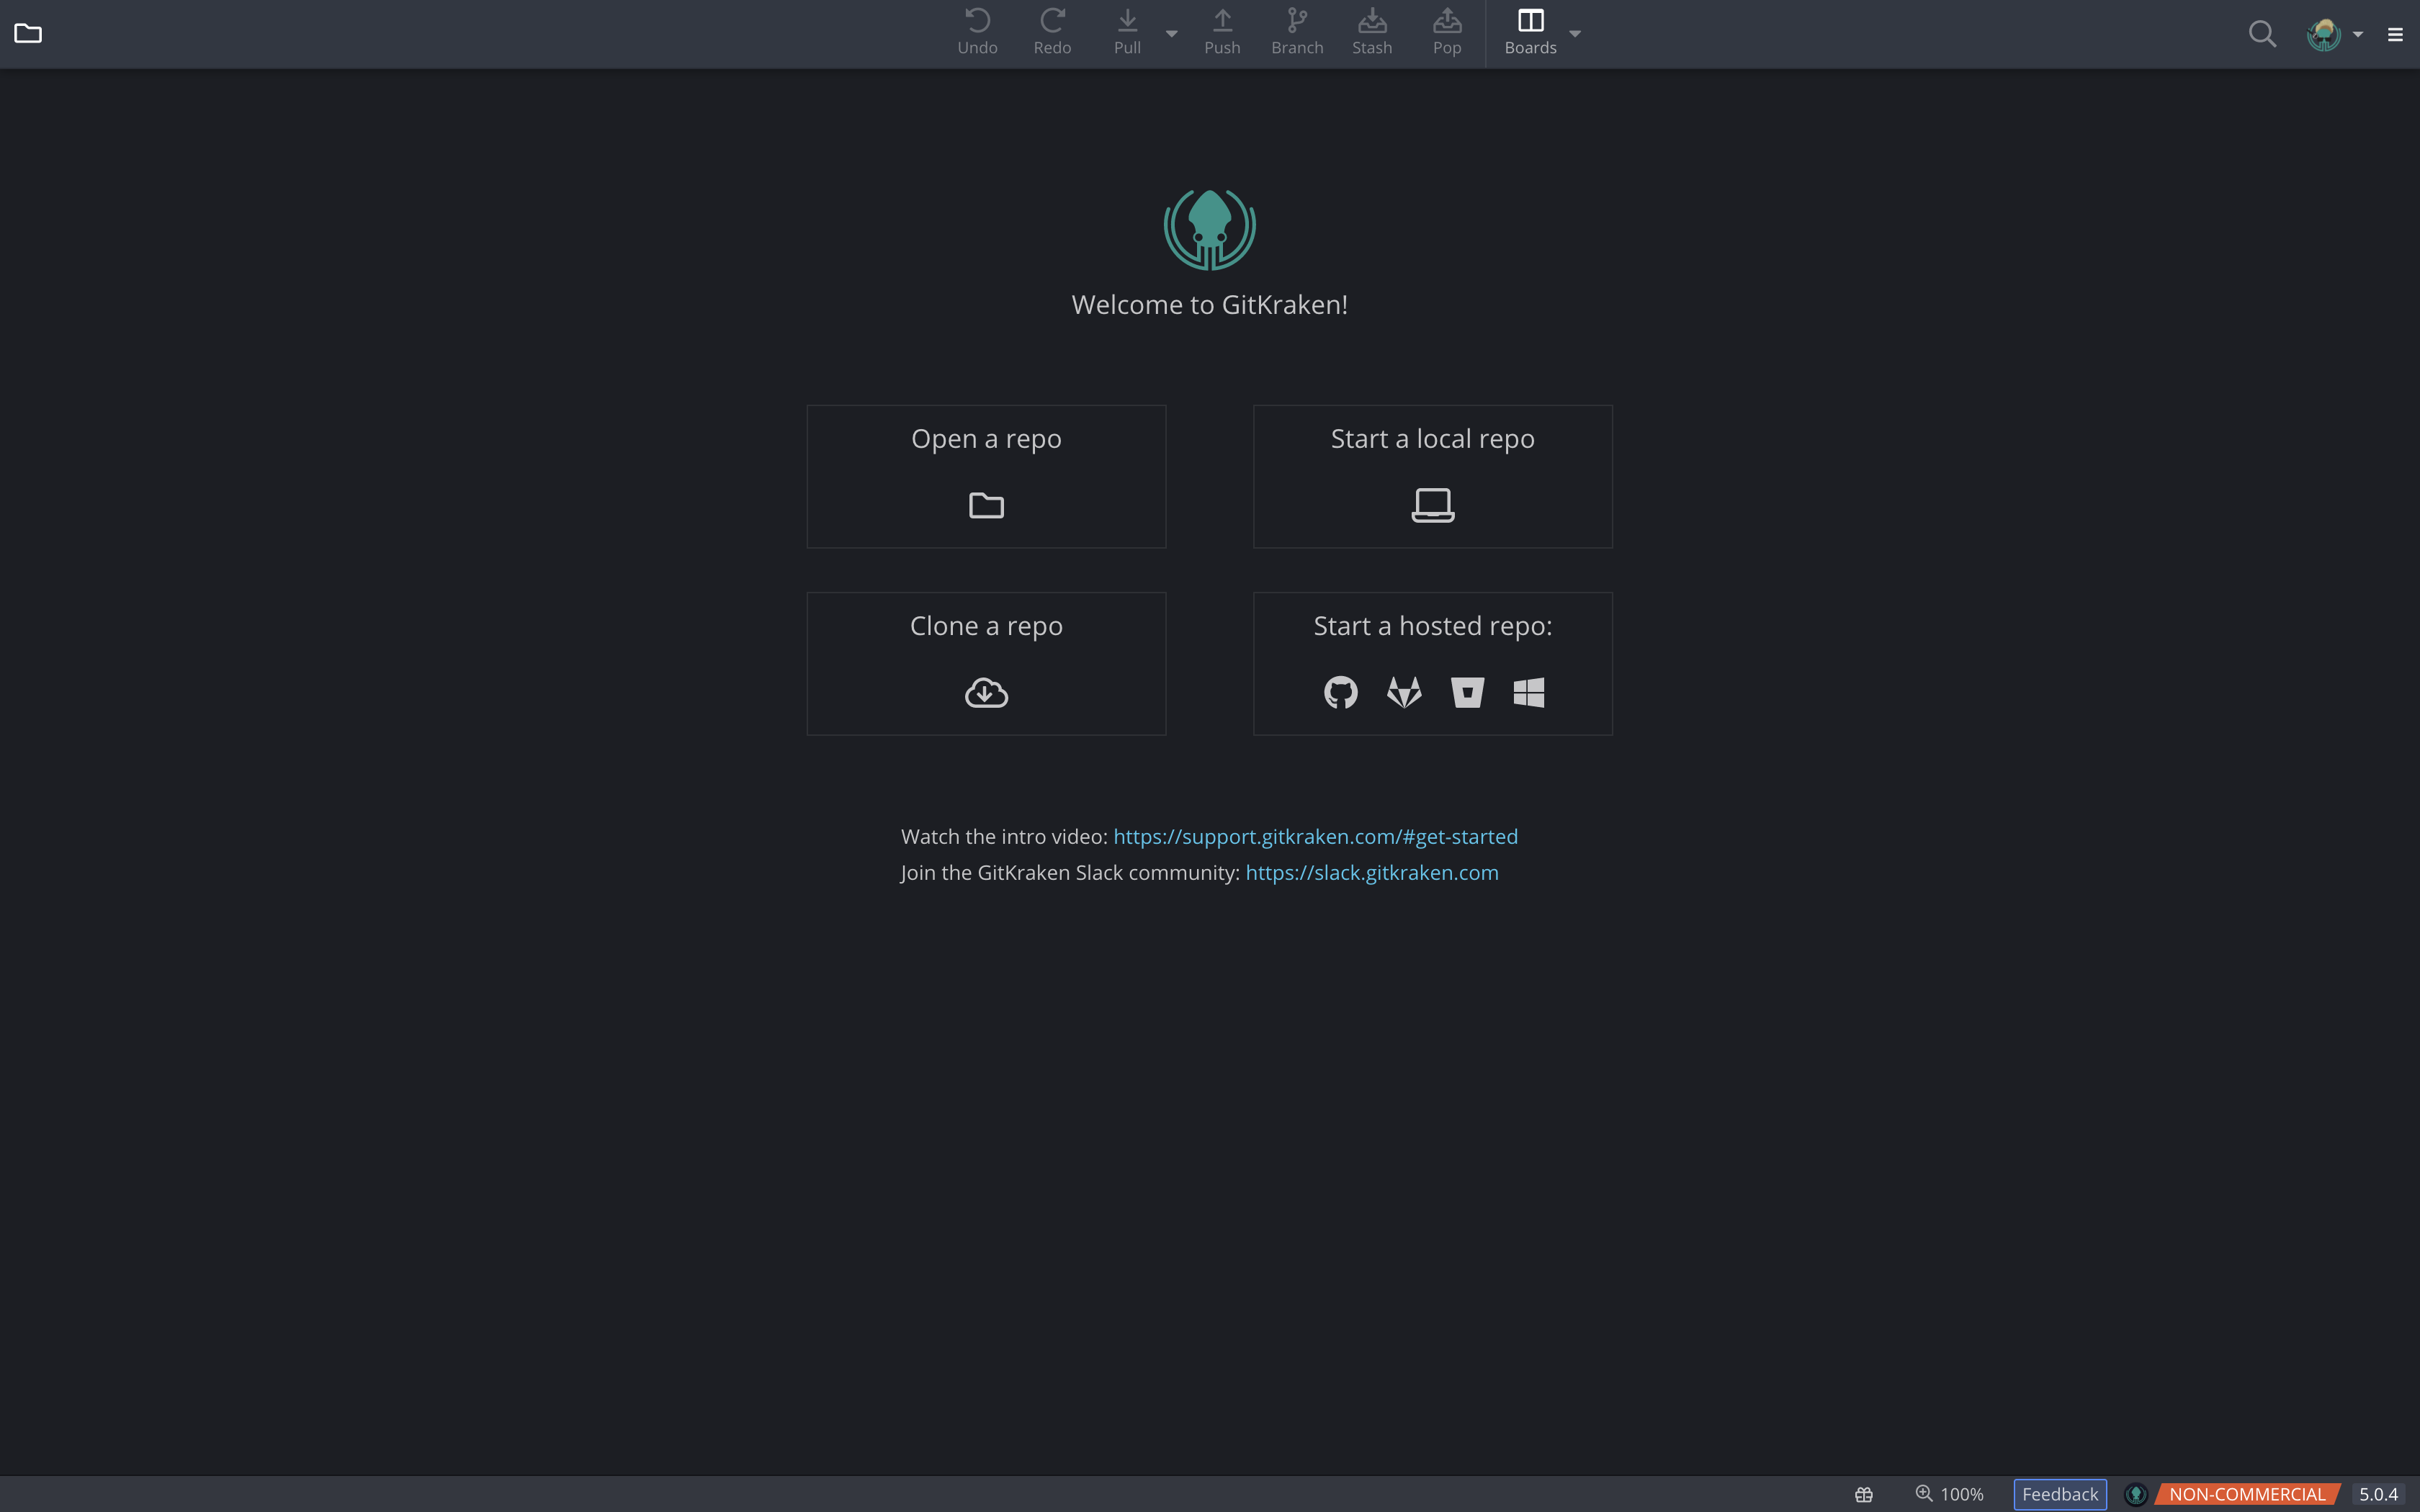 Undo Redo Pull Push Branch Stash Pop Boards
Welcome to GitKraken!
Open a repo
Start a local repo
Clone a repo
Start a hosted repo:
Watch the intro video: https://support.gitkraken.com/#get-started
Join the GitKraken Slack community: https://slack.gitkraken.com
100% Feedback NON-COMMERCIAL 5.0.4